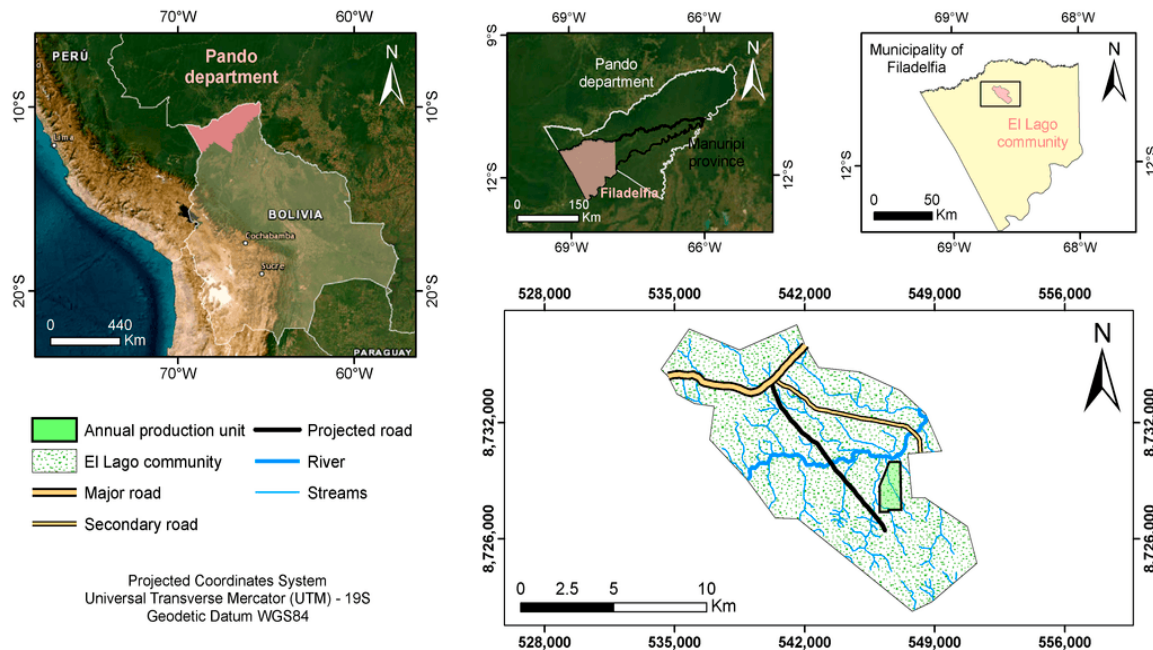 70°W
60°W
PERÚ
Pando
department
N
10°S
Lima
BOLIVIA
Cochabamba
Sucre
20°S
0
440
Km
PARAGUAY
70°W
60°W
69°W
66°W
9°S
Pando
department
N
Manuripi
province
12°S
12°S
Filadelfia
0
150
Km
69°W
66°W
69°W
68°W
Municipality of
Filadelfia
N
El Lago
community
12°S
12°S
0
50
Km
69°W
68°W
528,000
535,000
542,000
549,000
556,000
N
8,732,000
8,732,000
8,726,000
8,726,000
0
2.5
5
10
Km
528,000
535,000
542,000
549,000
556,000
Annual production unit
Projected road
El Lago community
River
Major road
Streams
Secondary road
Projected Coordinates System
Universal Transverse Mercator (UTM) - 19S
Geodetic Datum WGS84